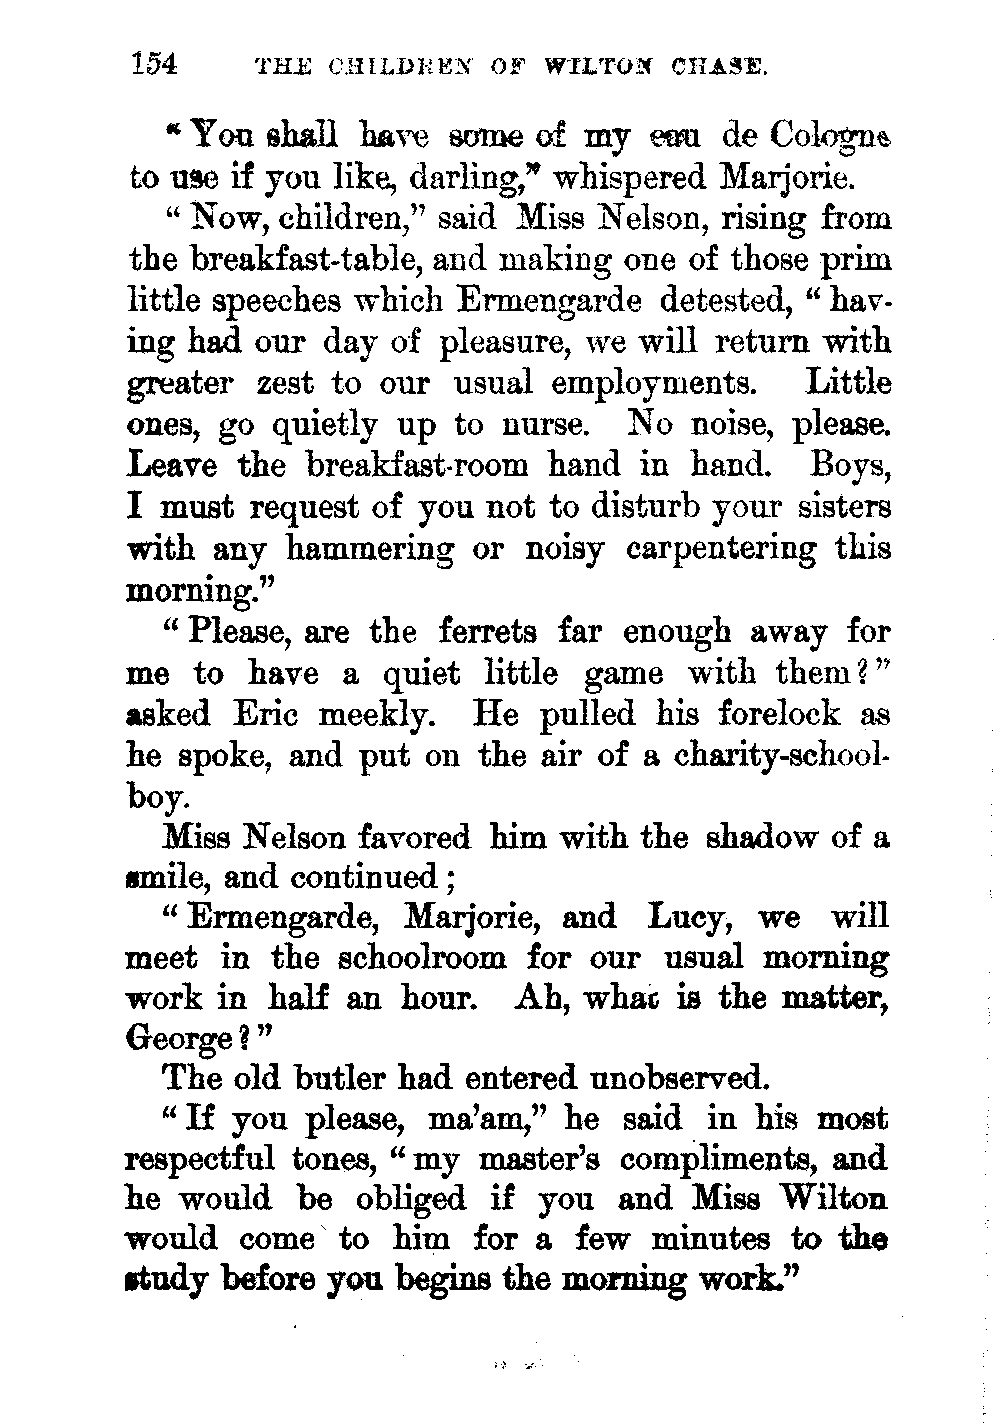 154 THE CHILDREN OF WILTON CHASE.
“ You shall have some of my eau de Cologne
to use if you like, darling,” whispered Marjorie.
“ Now, children,” said Miss Nelson, rising from
the breakfast-table, and making one of those prim
little speeches which Ermengarde detested, “ hav-
ing had our day of pleasure, we will return with
greater zest to our usual employments. Little
ones, go quietly up to nurse. No noise, please.
Leave the breakfast-room hand in hand. Boys,
I must request of you not to disturb your sisters
with any hammering or noisy carpentering this
morning.”
“ Please, are the ferrets far enough away for
me to have a quiet little game with them? ”
asked Eric meekly. He pulled his forelock as
he spoke, and put on the air of a charity-school-
boy.
Miss Nelson favored him with the shadow of a
smile, and continued ;
“ Ermengarde, Marjorie, and Lucy, we will
meet in the schoolroom for our usual morning
work in half an hour. Ah, what is the matter,
George? ”
The old butler had entered unobserved.
“ If you please, ma’am,” he said in his most
respectful tones, “ my master’s compliments, and
he would be obliged if you and Miss Wilton
would come to him for a few minutes to the
study before you begins the morning work.”